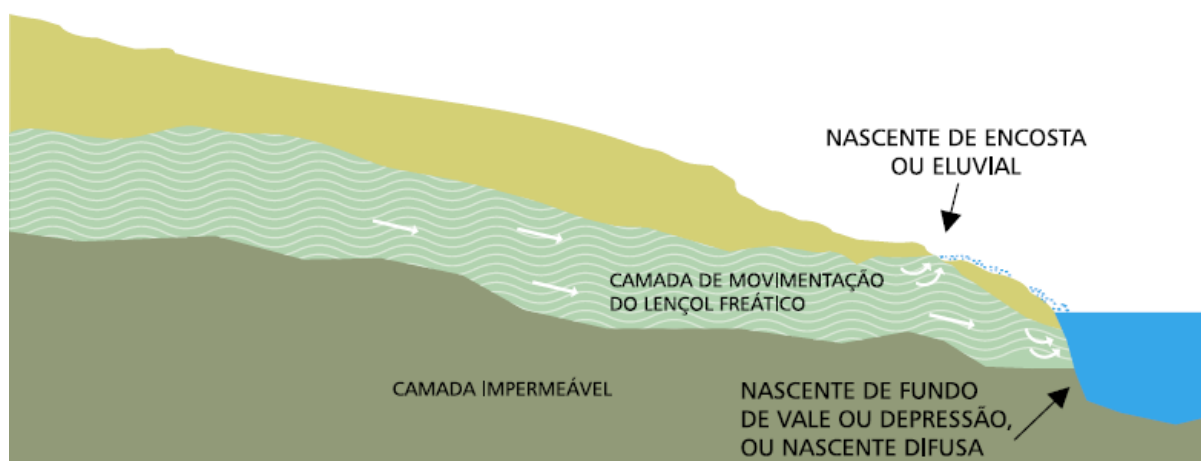 NASCENTE DE ENCOSTA
OU ELUVIAL
CAMADA DE MOVIMENTAÇÃO
DO LENÇOL FREÁTICO
CAMADA IMPERMEÁVEL
NASCENTE DE FUNDO
DE VALE OU DEPRESSÃO,
OU NASCENTE DIFUSA